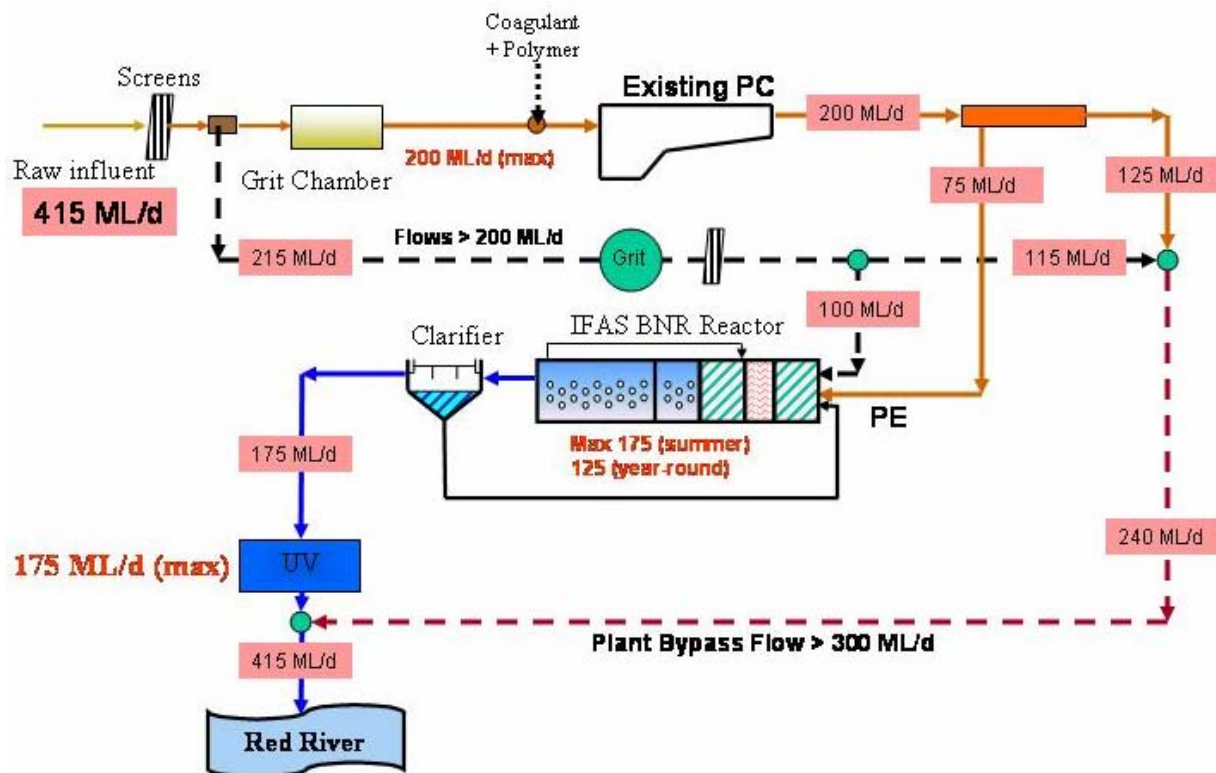 Coagulant
+ Polymer
Screens
Existing PC
200 ML/d
200 ML/d (max)
Raw influent
Grit Chamber
415 ML/d
75 ML/d
125 ML/d
Flows > 200 ML/d
215 ML/d
Grit
115 ML/d
100 ML/d
IFAS BNR Reactor
Clarifier
PE
Max 175 (summer)
125 (year-round)
175 ML/d
240 ML/d
175 ML/d (max)
UV
Plant Bypass Flow > 300 ML/d
415 ML/d
Red River